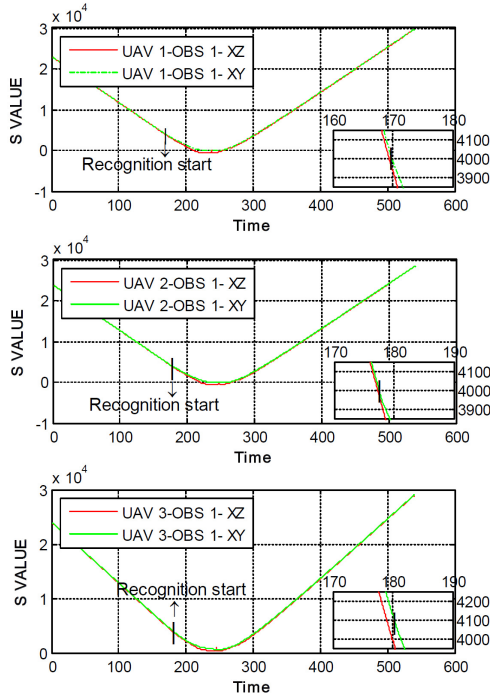 x 10^4
3
UAV 1-OBS 1- XZ
UAV 1-OBS 1- XY
2
160 170 180
S VALUE
1
4100
4000
3900
0
Recognition start
-1
0 100 200 300 400 500 600
Time
x 10^4
3
UAV 2-OBS 1- XZ
UAV 2-OBS 1- XY
2
170 180 190
S VALUE
1
4100
4000
3900
0
Recognition start
-1
0 100 200 300 400 500 600
Time
x 10^4
3
UAV 3-OBS 1- XZ
UAV 3-OBS 1- XY
2
170 180 190
S VALUE
Recognition start
1
4200
4100
4000
0
0 100 200 300 400 500 600
Time